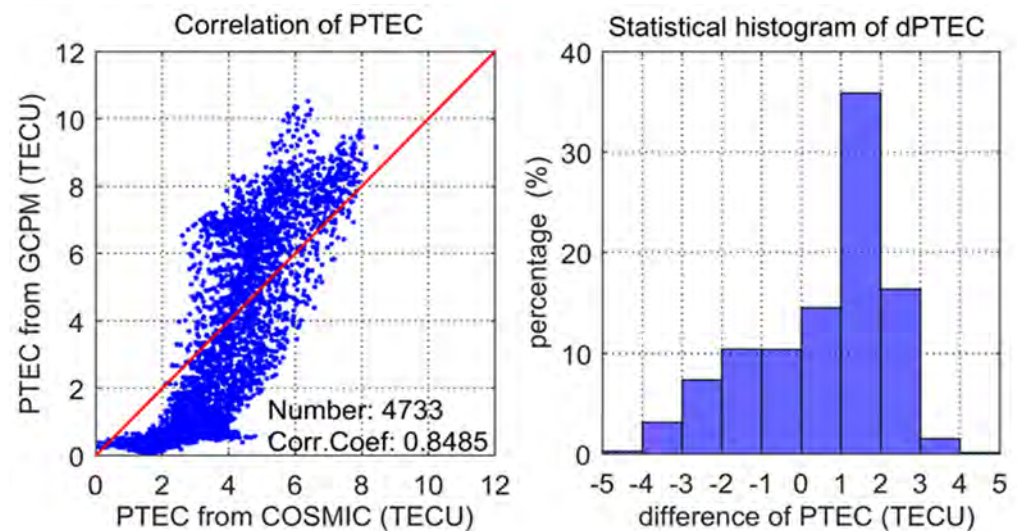 Correlation of PTEC
PTEC from GCPM (TECU)
12
10
8
6
4
2
0
Number: 4733
Corr.Coef: 0.8485
0 2 4 6 8 10 12
PTEC from COSMIC (TECU)
Statistical histogram of dPTEC
percentage (%)
40
30
20
10
0
-5 -4 -3 -2 -1 0 1 2 3 4 5
difference of PTEC (TECU)